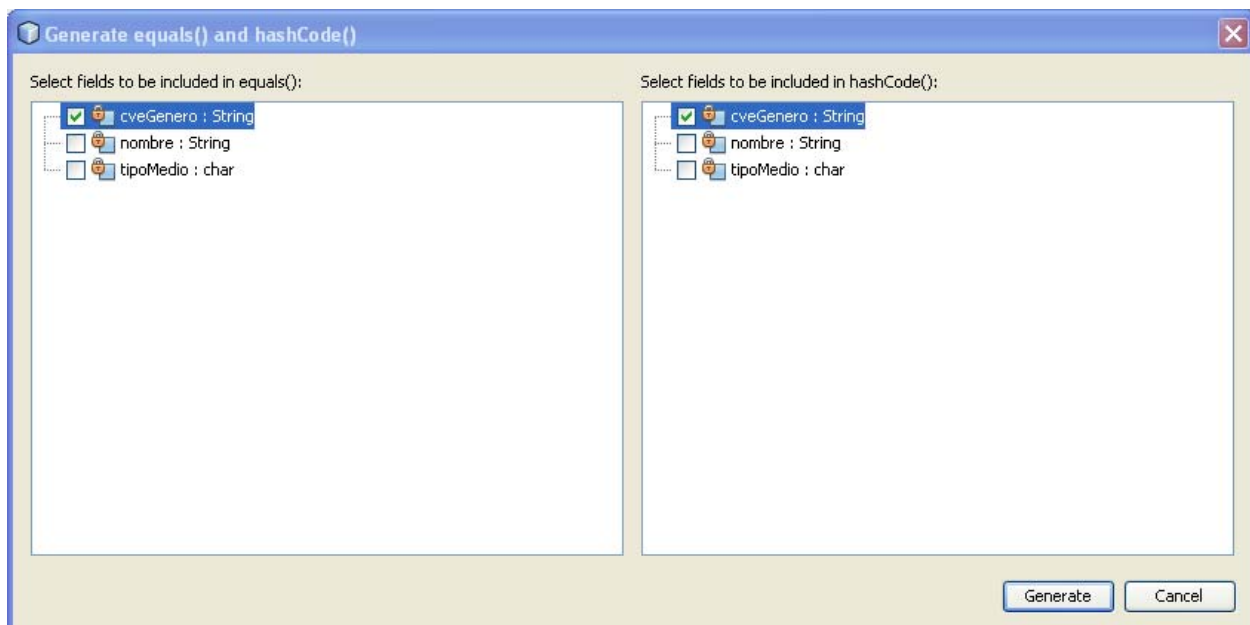 Generate equals() and hashCode()
Select fields to be included in equals():
cveGenero : String
nombre : String
tipoMedio : char
Select fields to be included in hashCode():
cveGenero : String
nombre : String
tipoMedio : char
Generate
Cancel